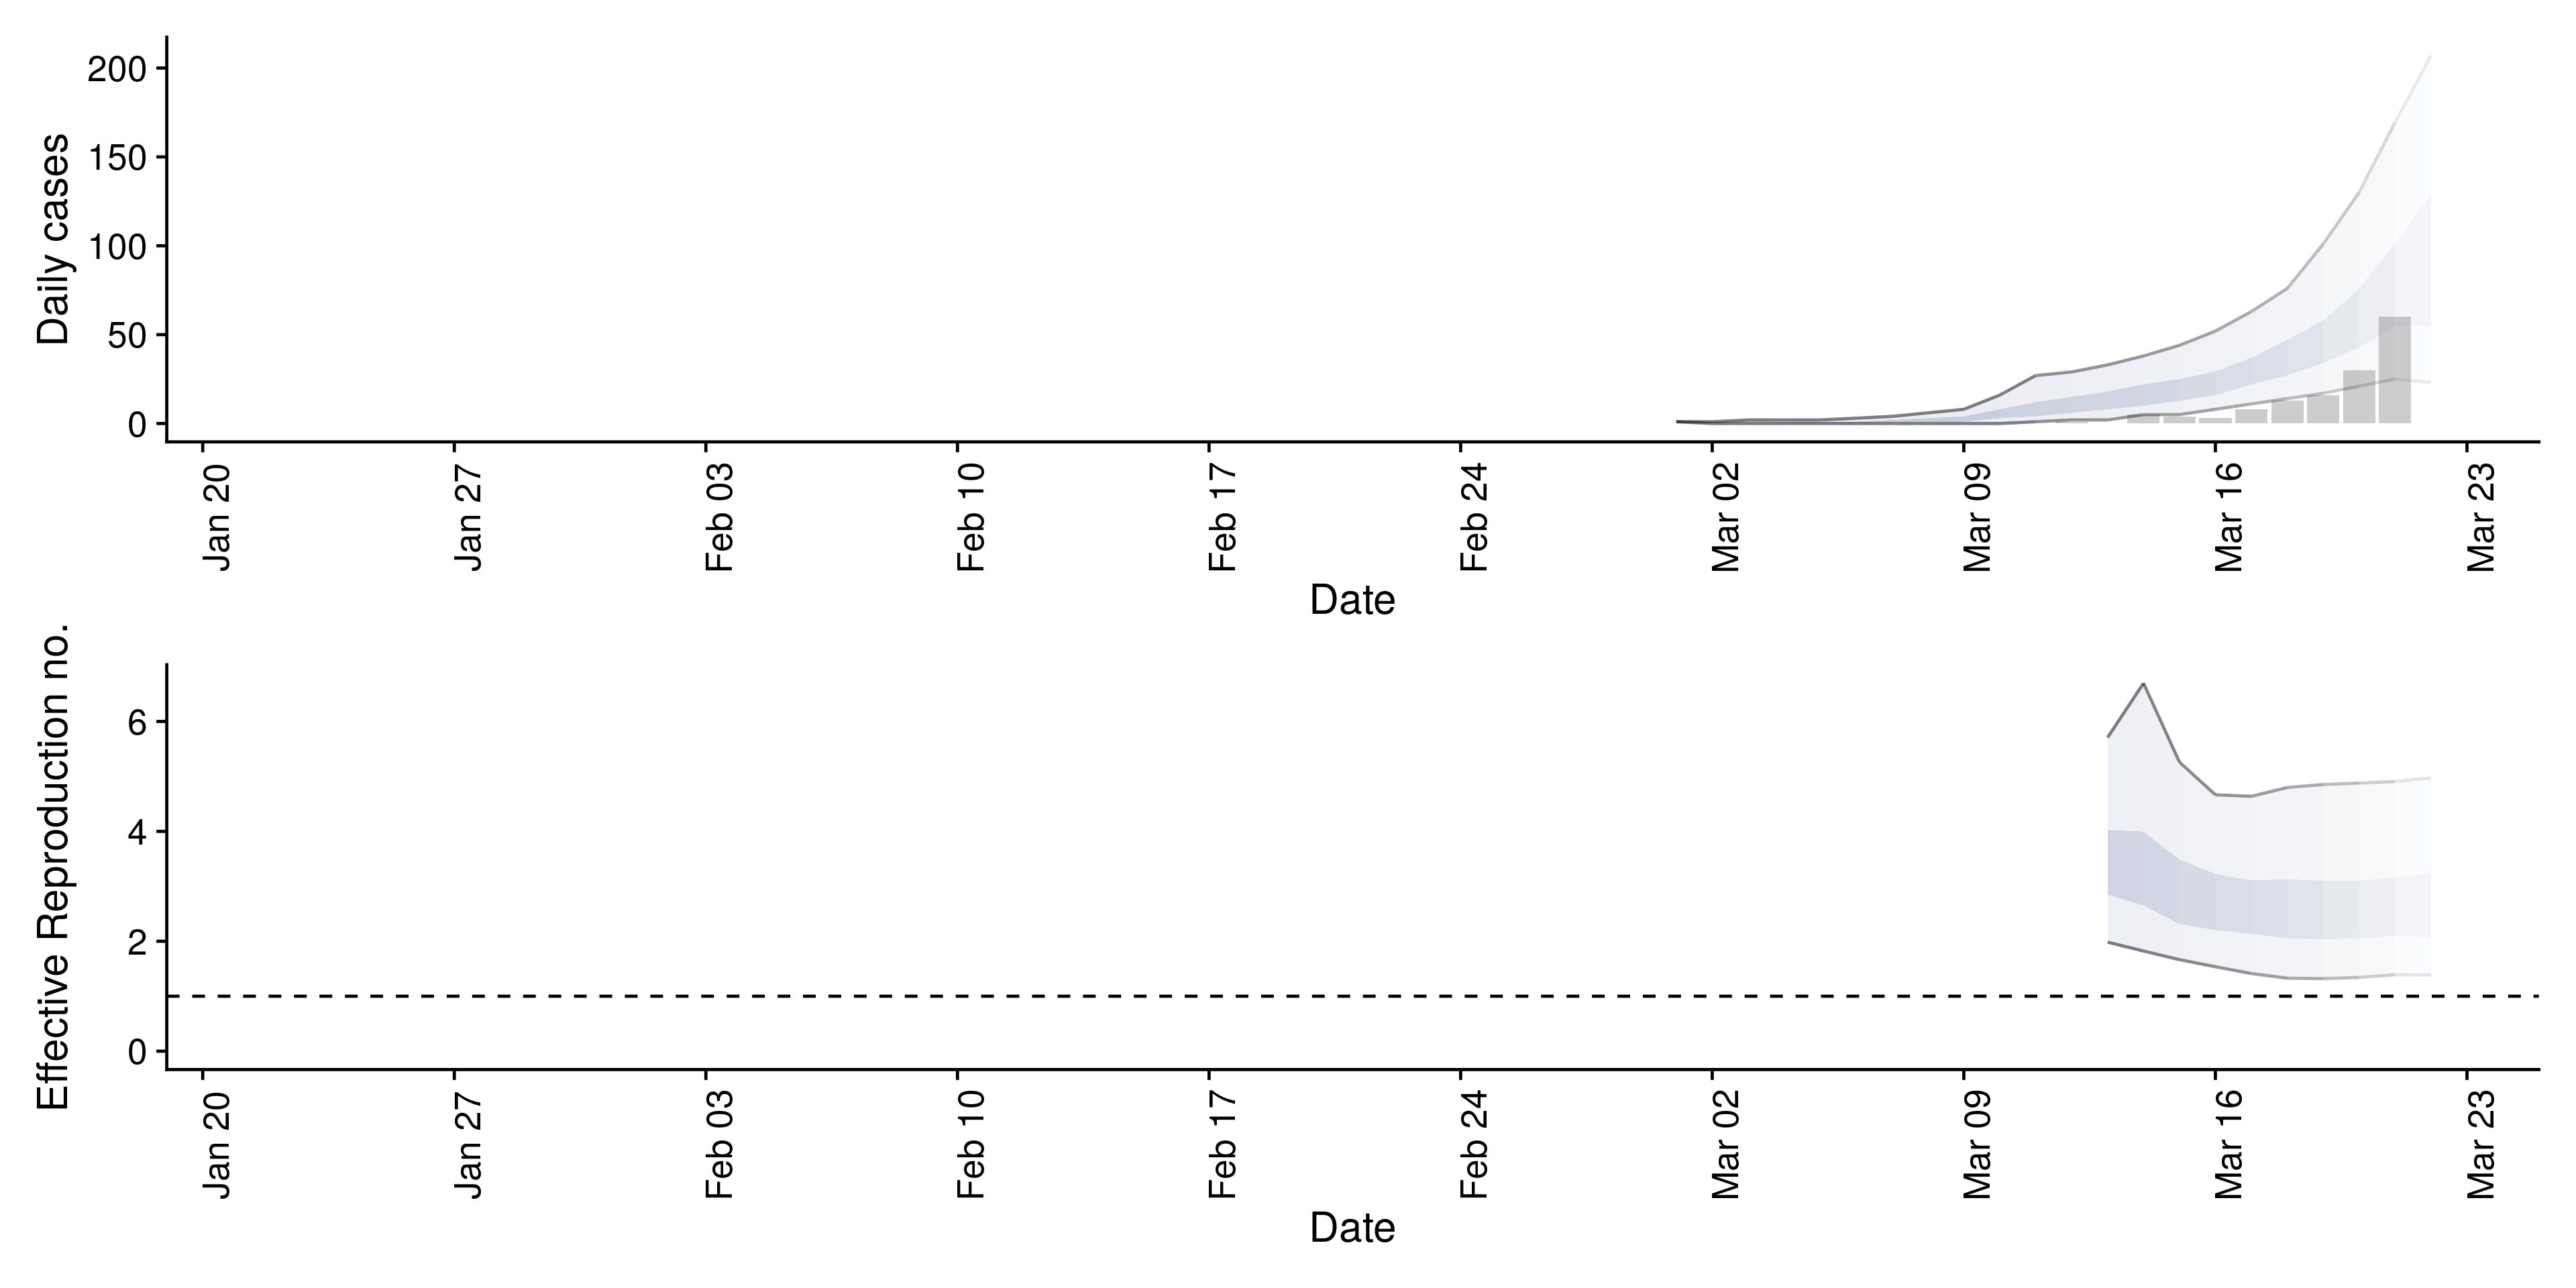 Daily cases
200
150
100
50
0
Jan 20
Jan 27
Feb 03
Feb 10
Feb 17
Feb 24
Mar 02
Mar 09
Mar 16
Mar 23
Date
Effective Reproduction no.
6
4
2
0
Jan 20
Jan 27
Feb 03
Feb 10
Feb 17
Feb 24
Mar 02
Mar 09
Mar 16
Mar 23
Date